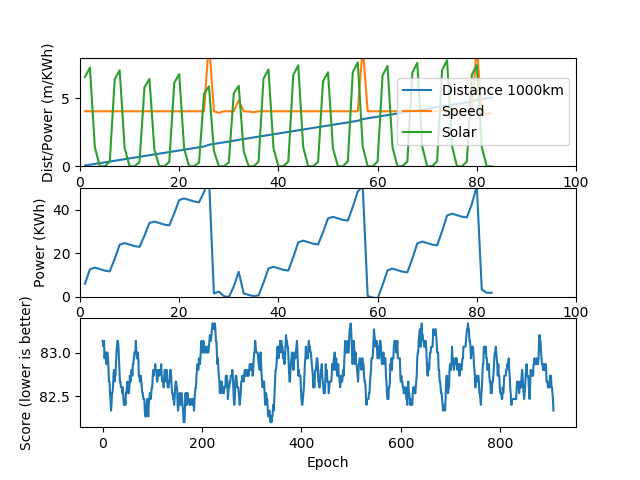 Dist/Power (m/KWh)
5
0
Distance 1000km
Speed
Solar
0 20 40 60 80 100
Power (KWh)
40
20
0
0 20 40 60 80 100
Score (lower is better)
83.0
82.5
0 200 400 600 800
Epoch